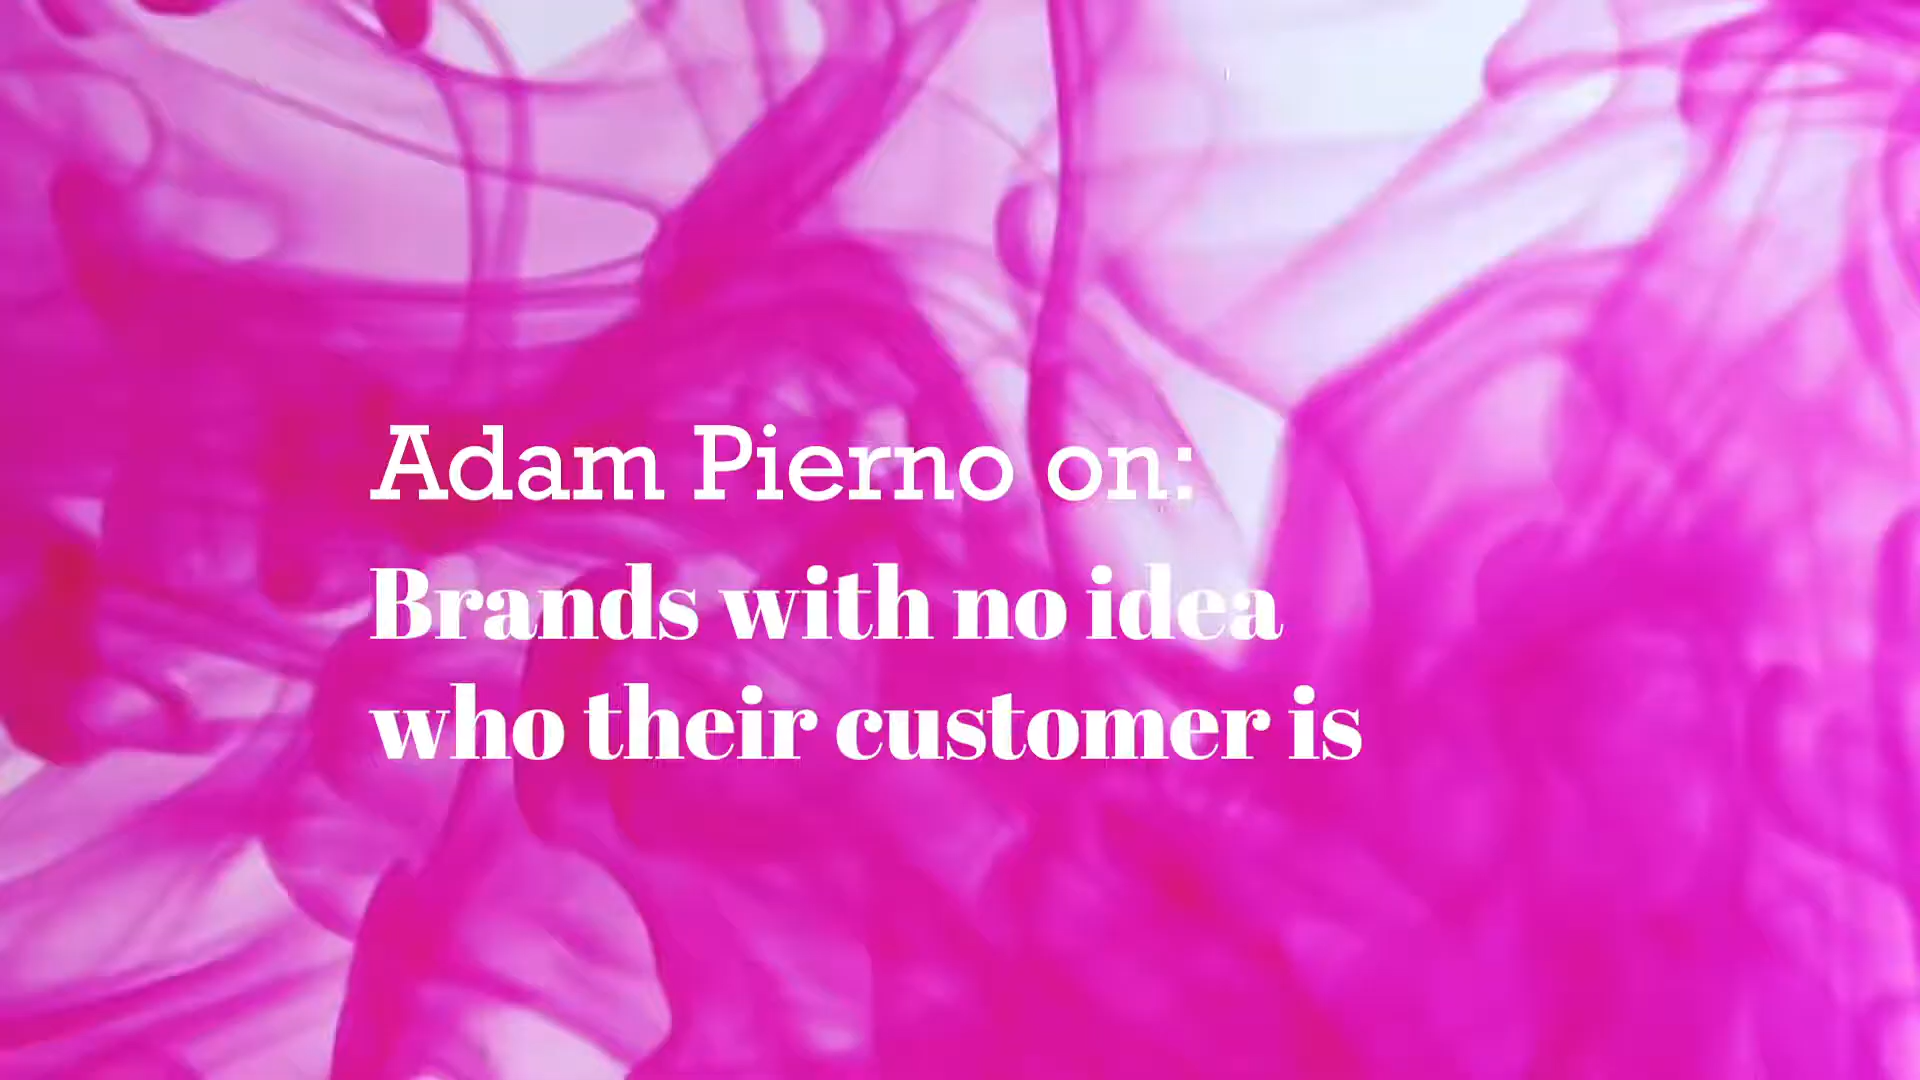 Adam Pierno on:
Brands with no idea
who their customer is